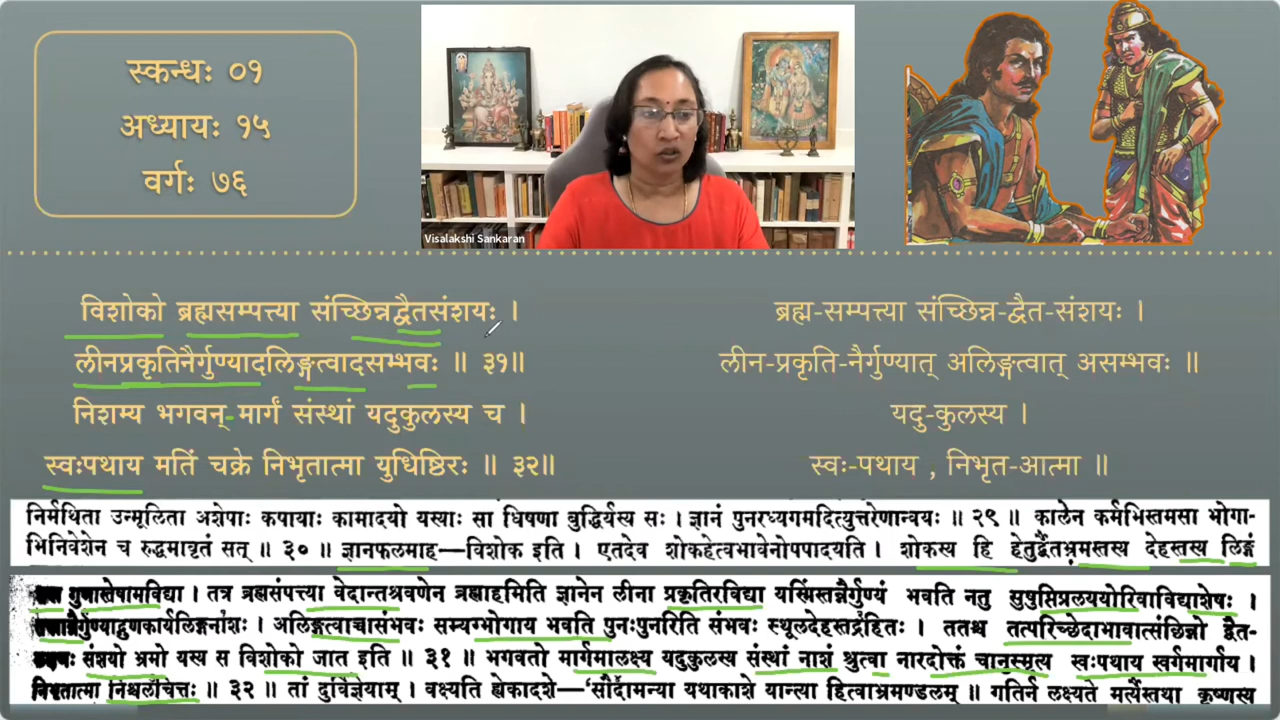 स्कन्धः ०१
अध्यायः १५
वर्गः ७६
Visalakshi Sankaran
विशोको ब्रह्मसम्पत्त्या संच्छिन्नद्वैतसंशयः ।
लीनप्रकृतिनैर्गुण्यादलिङ्गत्वादसम्भवः ॥ ३१॥
निशम्य भगवन्-मार्गं संस्थां यदुकुलस्य च ।
स्वःपथाय मतिं चक्रे निभृतात्मा युधिष्ठिरः ॥ ३२॥
ब्रह्म-सम्पत्त्या संच्छिन्न-द्वैत-संशयः ।
लीन-प्रकृति-नैर्गुण्यात् अलिङ्गत्वात् असम्भवः ॥
यदु-कुलस्य ।
स्वः-पथाय , निभृत-आत्मा ॥
निर्मथिता उन्मूलिता अशेषाः कषायाः कामादयो यस्याः सा धिषणा बुद्धिर्यस्य सः । ज्ञानं पुनरध्यगमदित्युत्तरेणान्वयः ॥ २९ ॥ कालेन कर्मभिस्तमसा भोगा-
भिनिवेशेन च रुद्धमावृतं सत् ॥ ३० ॥ ज्ञानफलमाह—विशोक इति । एतदेव शोकहेत्वभावेनोपपादयति । शोकस्य हि हेतुर्द्वैतभ्रमस्तस्य देहस्तस्य लिङ्गं
गुणास्तेषामविद्या । तत्र ब्रह्मसंपत्त्या वेदान्तश्रवणेन ब्रह्माहमिति ज्ञानेन लीना प्रकृतिरविद्या यस्मिंस्तन्नैर्गुण्यं भवति नतु सुषुप्तिप्रलययोरिवाविद्याशेषः ।
अलिङ्गत्वाच्चासंभवः सम्यग्भोगाय भवति पुनःपुनरिति संभवः स्थूलदेहस्तद्रहितः । ततश्च तत्परिच्छेदाभावात्संछिन्नो द्वैत-
संशयो भ्रमो यस्य स विशोको जात इति ॥ ३१ ॥ भगवतो मार्गमालक्ष्य यदुकुलस्य संस्थां नाशं श्रुत्वा नारदोक्तं चानुस्मृत्य स्वःपथाय स्वर्गमार्गाय ।
निभृतात्मा निश्चलचित्तः ॥ ३२ ॥ तां दुर्विज्ञेयाम् । वक्ष्यति ह्येकादशे—'सौदामन्या यथाकाशे यान्त्या हित्वाभ्रमण्डलम् ॥ गतिर्न लक्ष्यते मर्त्यैस्तथा कृष्णस्य